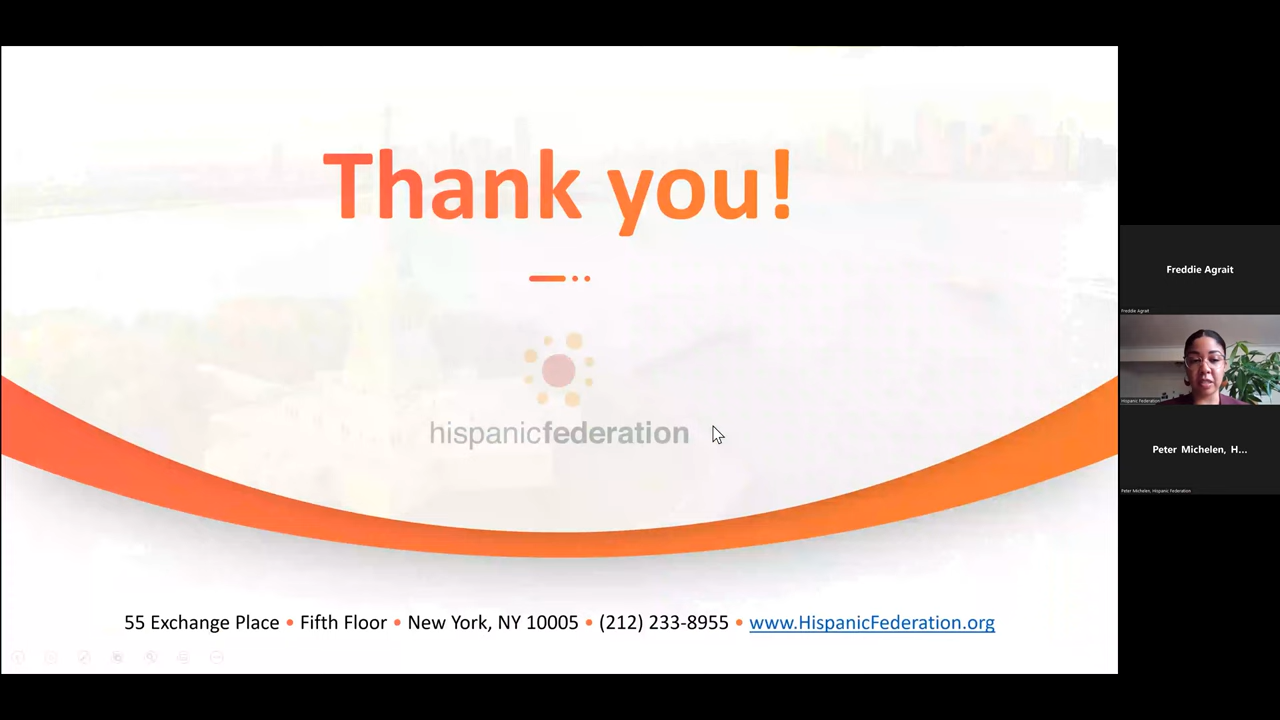 Thank you!
hispanicfederation
55 Exchange Place • Fifth Floor • New York, NY 10005 • (212) 233-8955 • www.HispanicFederation.org
Freddie Agrait
Freddie Agrait
Hispanic Federation
Peter Michelen, H...
Peter Michelen, Hispanic Federation